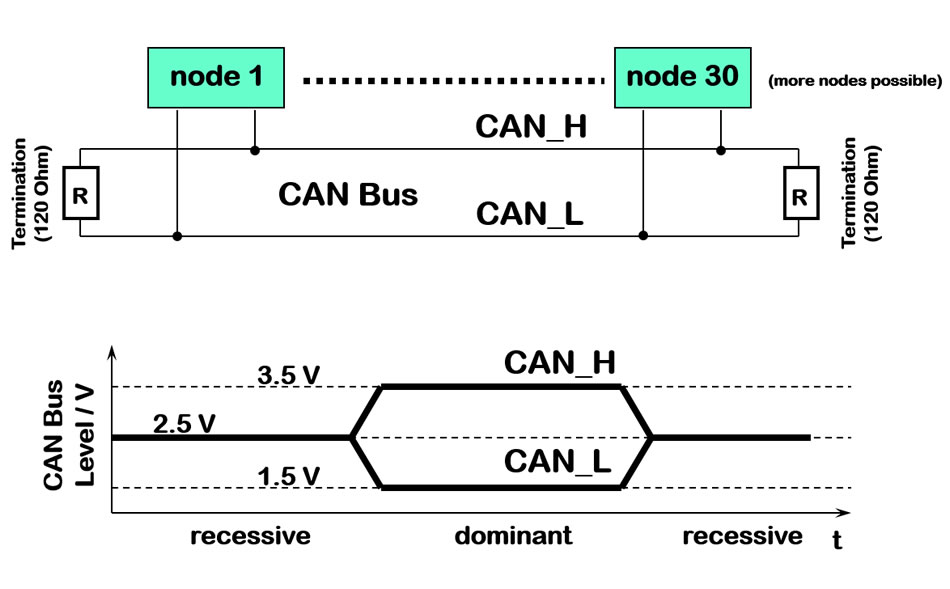 node 1
node 30
(more nodes possible)
CAN_H
Termination
(120 Ohm)
R
CAN Bus
CAN_L
R
Termination
(120 Ohm)
CAN Bus
Level / V
3.5 V
CAN_H
2.5 V
1.5 V
CAN_L
recessive
dominant
recessive
t